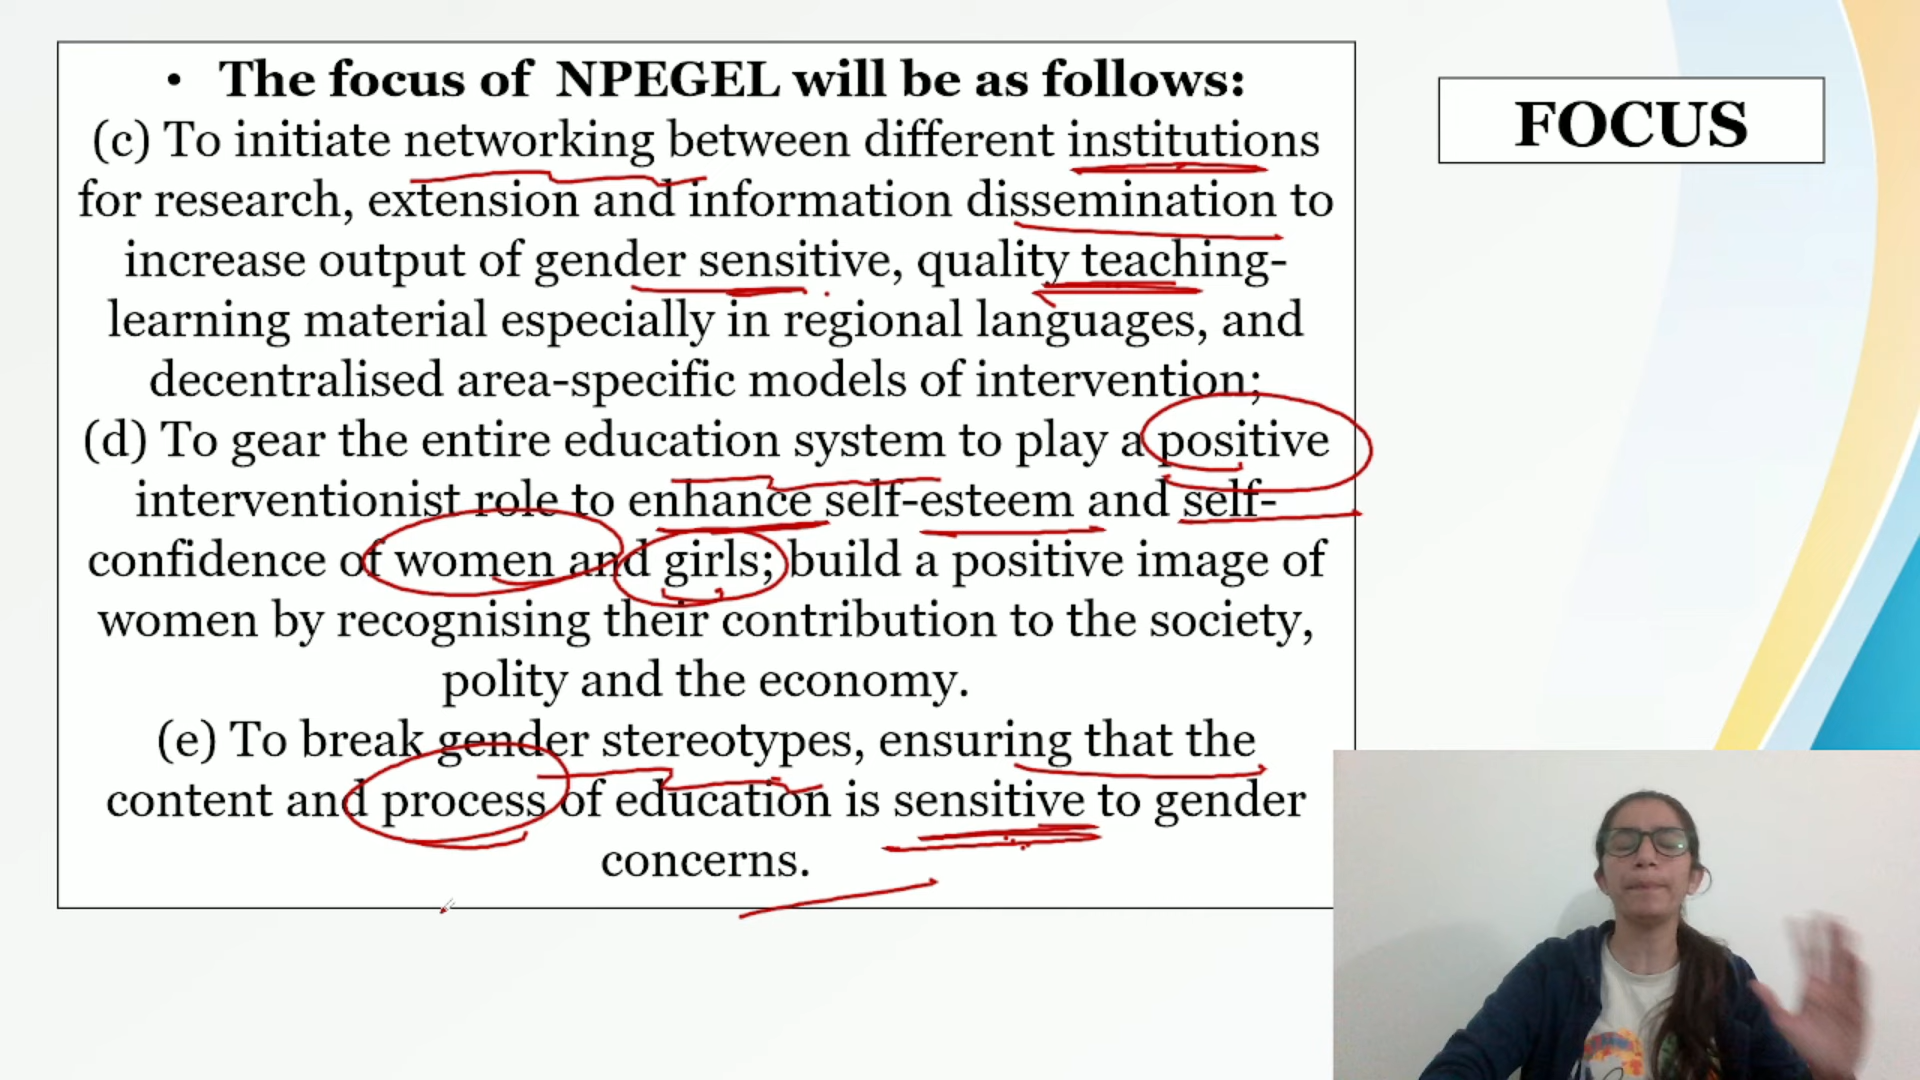 • The focus of NPEGEL will be as follows:
(c) To initiate networking between different institutions
for research, extension and information dissemination to
increase output of gender sensitive, quality teaching-
learning material especially in regional languages, and
decentralised area-specific models of intervention;
(d) To gear the entire education system to play a positive
interventionist role to enhance self-esteem and self-
confidence of women and girls; build a positive image of
women by recognising their contribution to the society,
polity and the economy.
(e) To break gender stereotypes, ensuring that the
content and process of education is sensitive to gender
concerns.
FOCUS